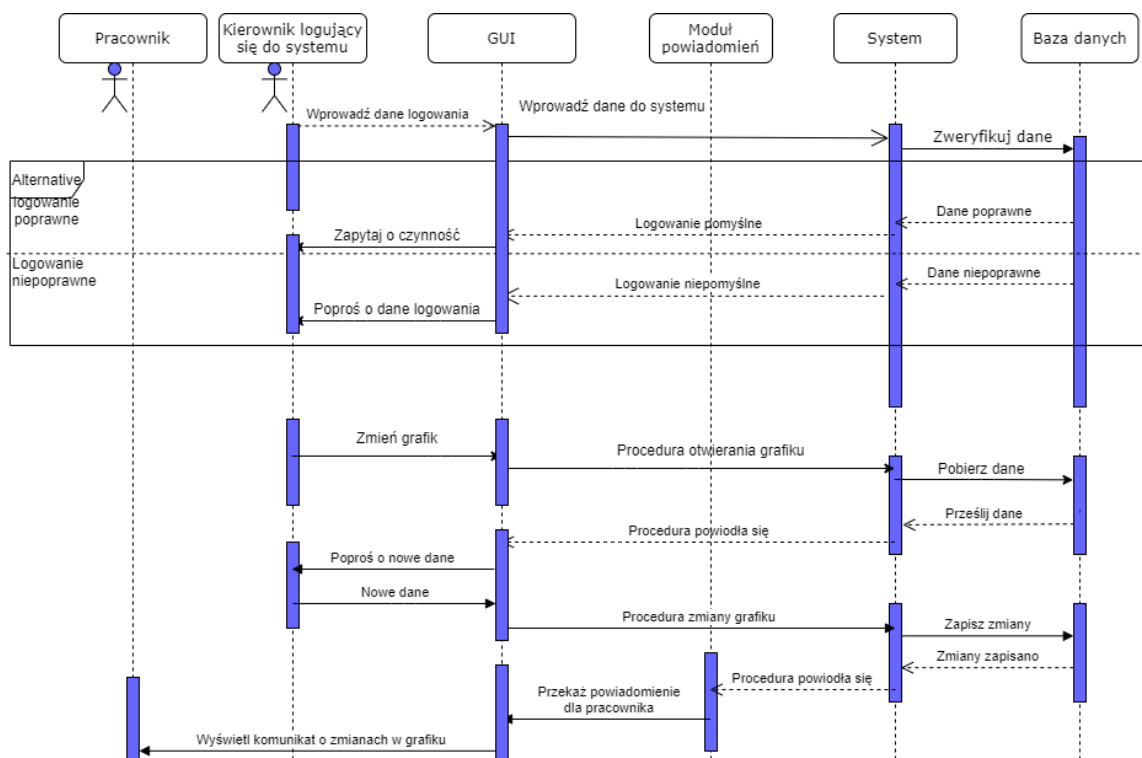 Pracownik
Kierownik logujący
się do systemu
GUI
Moduł
powiadomień
System
Baza danych
Wprowadź dane logowania
Wprowadź dane do systemu
Zweryfikuj dane
Alternative
logowanie
poprawne
Dane poprawne
Logowanie pomyślne
Zapytaj o czynność
Logowanie
niepoprawne
Dane niepoprawne
Logowanie niepomyślne
Poproś o dane logowania
Zmień grafik
Procedura otwierania grafiku
Pobierz dane
Prześlij dane
Procedura powiodła się
Poproś o nowe dane
Nowe dane
Procedura zmiany grafiku
Zapisz zmiany
Zmiany zapisano
Procedura powiodła się
Przekaż powiadomienie
dla pracownika
Wyświetl komunikat o zmianach w grafiku